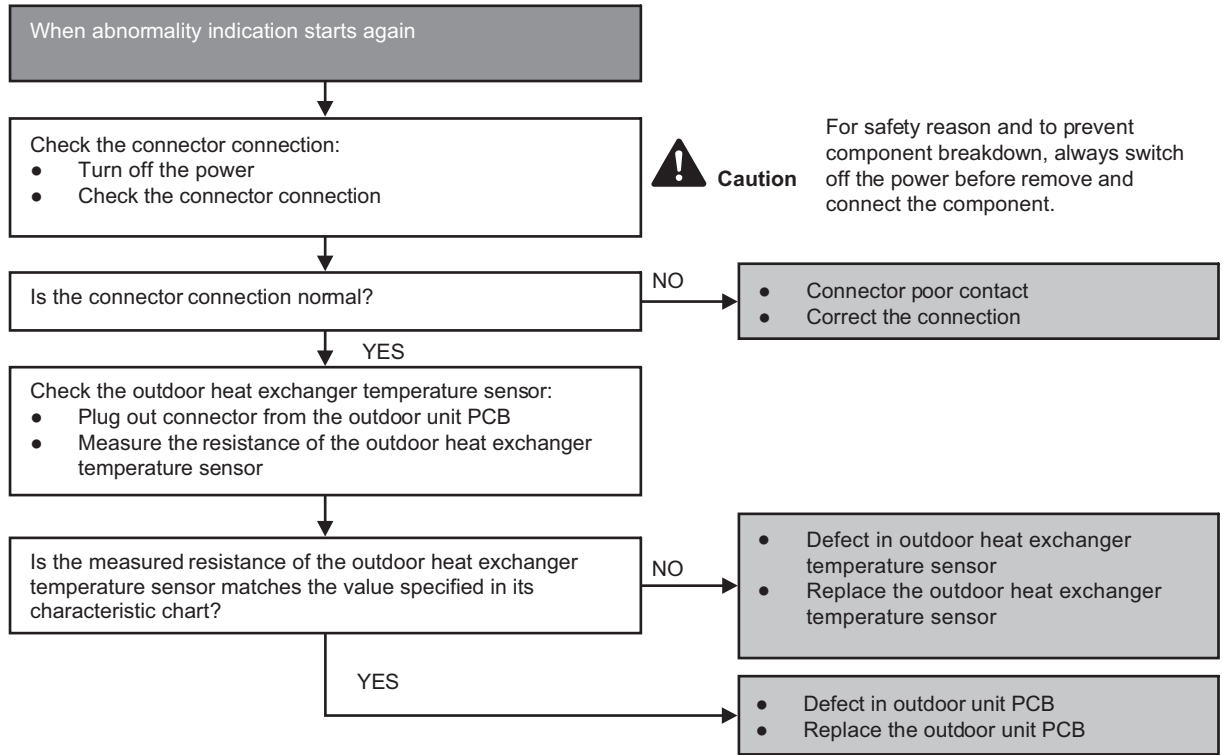 When abnormality indication starts again
Check the connector connection:
● Turn off the power
● Check the connector connection
Caution
For safety reason and to prevent
component breakdown, always switch
off the power before remove and
connect the component.
Is the connector connection normal?
NO
● Connector poor contact
● Correct the connection
YES
Check the outdoor heat exchanger temperature sensor:
● Plug out connector from the outdoor unit PCB
● Measure the resistance of the outdoor heat exchanger
temperature sensor
Is the measured resistance of the outdoor heat exchanger
temperature sensor matches the value specified in its
characteristic chart?
NO
● Defect in outdoor heat exchanger
temperature sensor
● Replace the outdoor heat exchanger
temperature sensor
YES
● Defect in outdoor unit PCB
● Replace the outdoor unit PCB